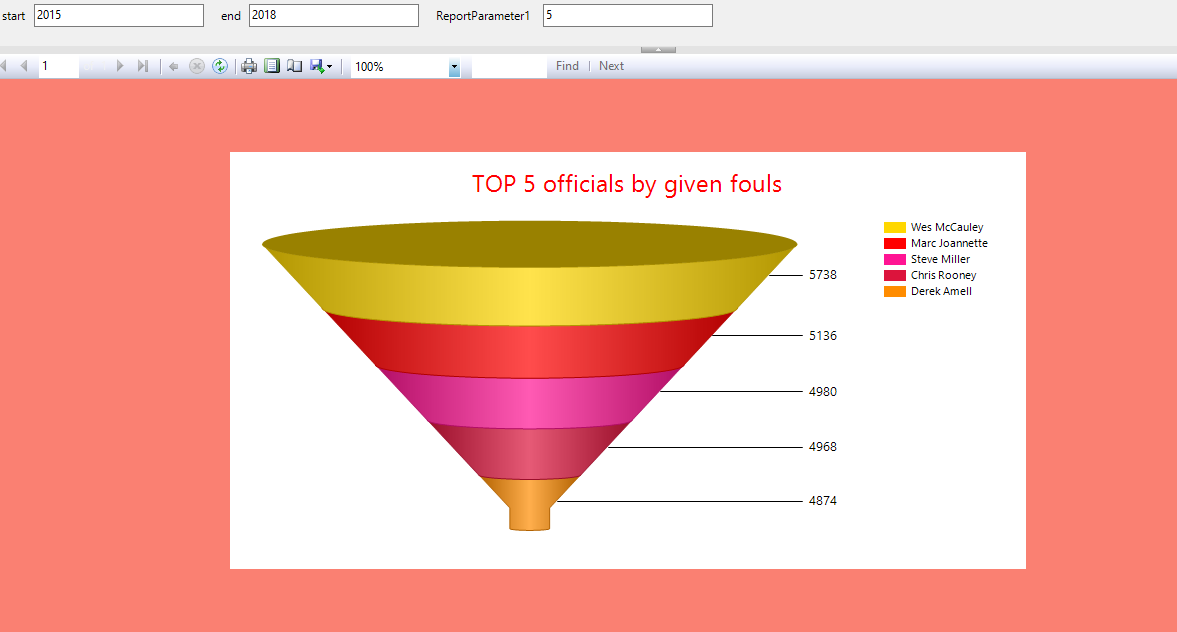 start 2015 end 2018 ReportParameter1 5
1 100% Find | Next
TOP 5 officials by given fouls
Wes McCauley
Marc Joannette
Steve Miller
Chris Rooney
Derek Amell
5738
5136
4980
4968
4874